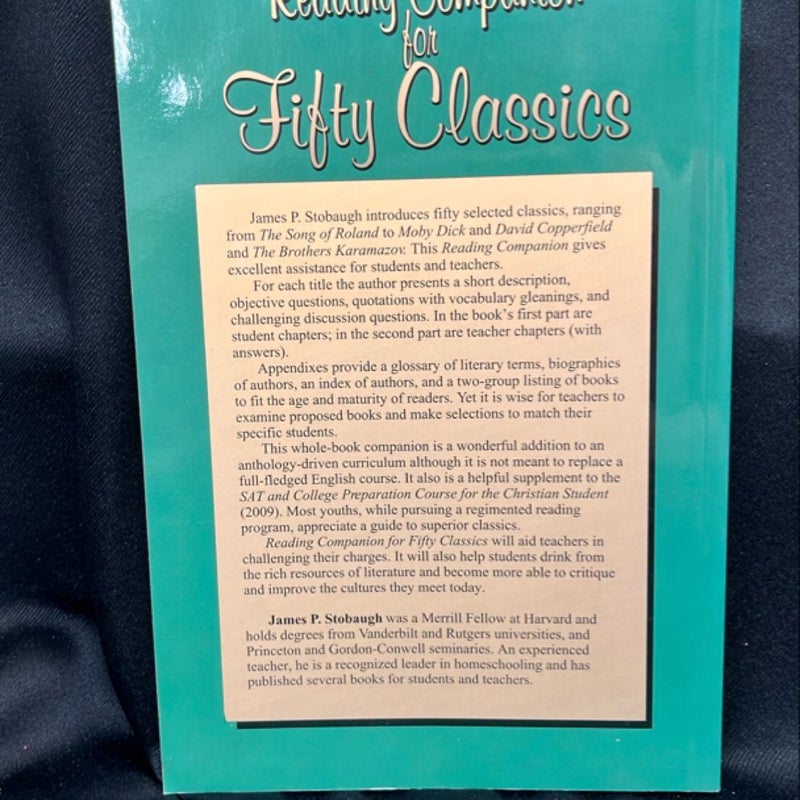 Reading Companion
for
Fifty Classics
James P. Stobaugh introduces fifty selected classics, ranging
from The Song of Roland to Moby Dick and David Copperfield
and The Brothers Karamazov. This Reading Companion gives
excellent assistance for students and teachers.
For each title the author presents a short description,
objective questions, quotations with vocabulary gleanings, and
challenging discussion questions. In the book's first part are
student chapters; in the second part are teacher chapters (with
answers).
Appendixes provide a glossary of literary terms, biographies
of authors, an index of authors, and a two-group listing of books
to fit the age and maturity of readers. Yet it is wise for teachers to
examine proposed books and make selections to match their
specific students.
This whole-book companion is a wonderful addition to an
anthology-driven curriculum although it is not meant to replace a
full-fledged English course. It also is a helpful supplement to the
SAT and College Preparation Course for the Christian Student
(2009). Most youths, while pursuing a regimented reading
program, appreciate a guide to superior classics.
Reading Companion for Fifty Classics will aid teachers in
challenging their charges. It will also help students drink from
the rich resources of literature and become more able to critique
and improve the cultures they meet today.
James P. Stobaugh was a Merrill Fellow at Harvard and
holds degrees from Vanderbilt and Rutgers universities, and
Princeton and Gordon-Conwell seminaries. An experienced
teacher, he is a recognized leader in homeschooling and has
published several books for students and teachers.